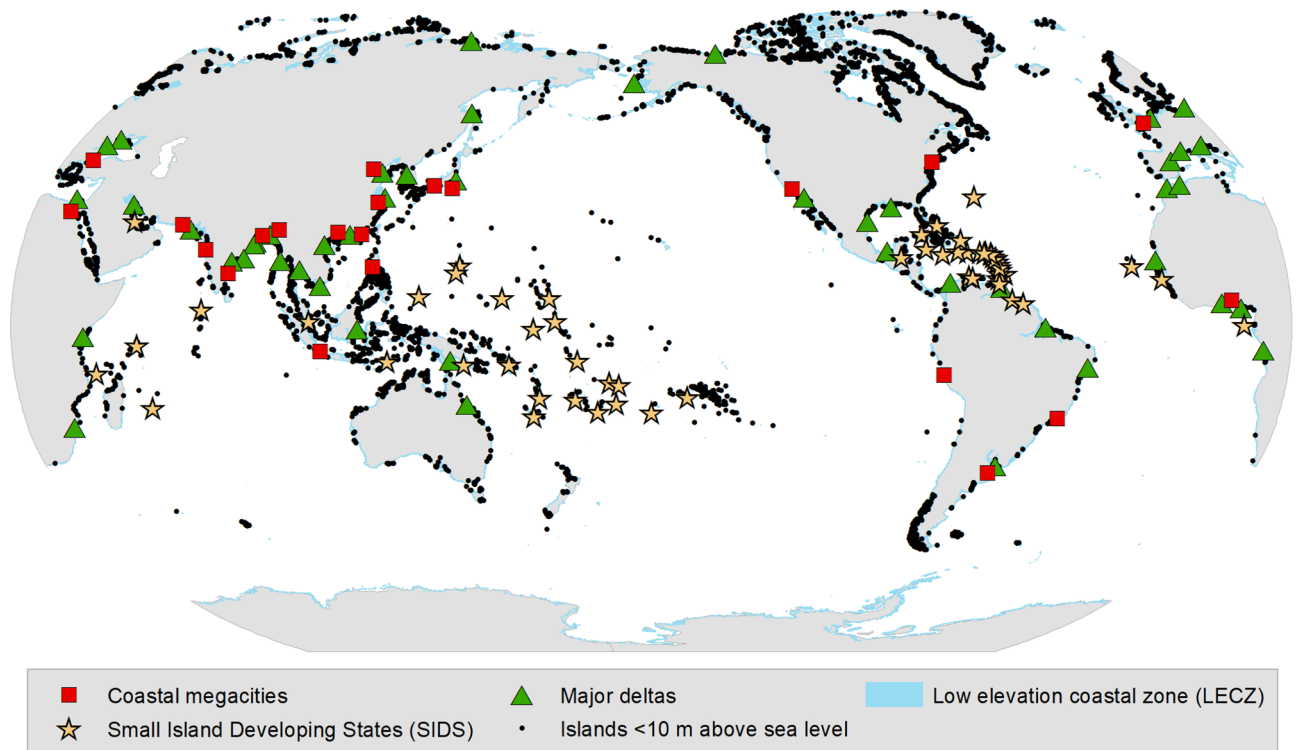 Coastal megacities
Major deltas
Low elevation coastal zone (LECZ)
Small Island Developing States (SIDS)
Islands <10 m above sea level